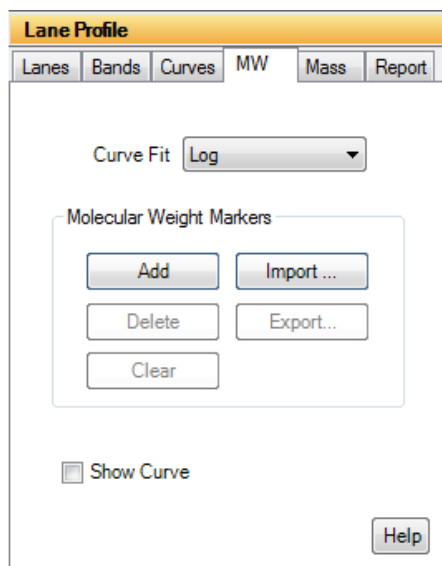 Lane Profile
Lanes Bands Curves MW Mass Report
Curve Fit Log
Molecular Weight Markers
Add Import ...
Delete Export...
Clear
Show Curve
Help